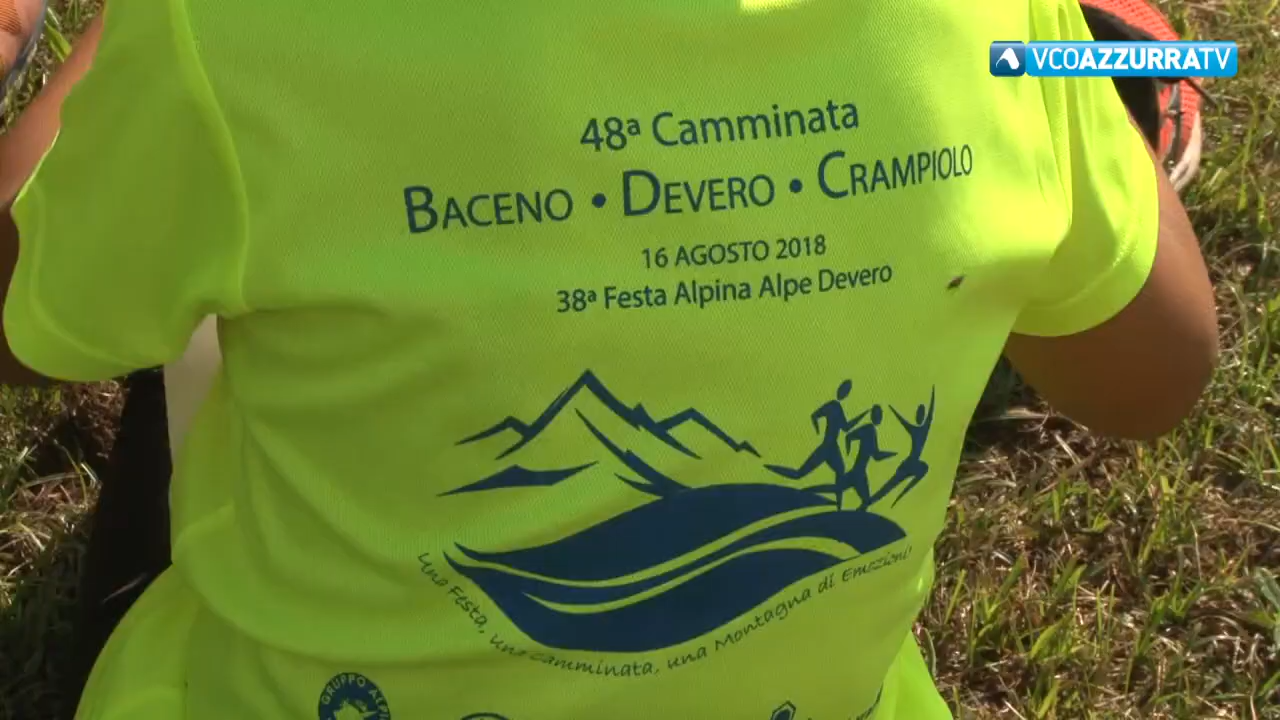 VCOAZZURRATV
48ª Camminata
BACENO • DEVERO • CRAMPIOLO
16 AGOSTO 2018
38ª Festa Alpina Alpe Devero
Una Festa, una camminata, una Montagna di Emozioni!
GRUPPO